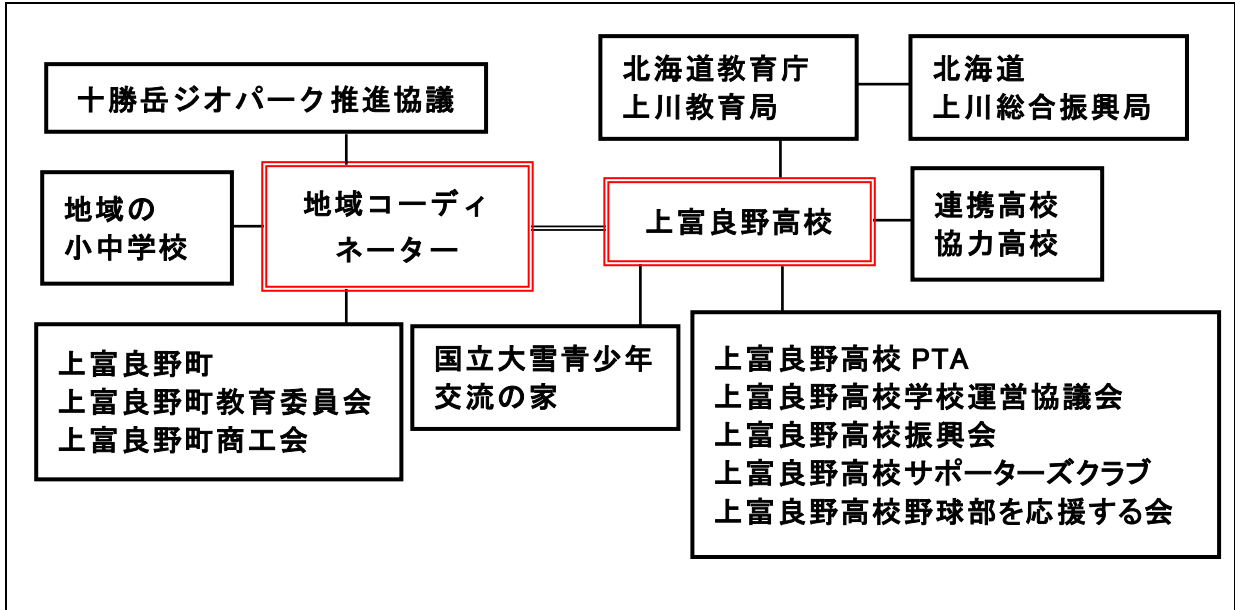 十勝岳ジオパーク推進協議
北海道教育庁
上川教育局
北海道
上川総合振興局
地域の
小中学校
地域コーディ
ネーター
上富良野高校
連携高校
協力高校
上富良野町
上富良野町教育委員会
上富良野町商工会
国立大雪青少年
交流の家
上富良野高校 PTA
上富良野高校学校運営協議会
上富良野高校振興会
上富良野高校サポーターズクラブ
上富良野高校野球部を応援する会